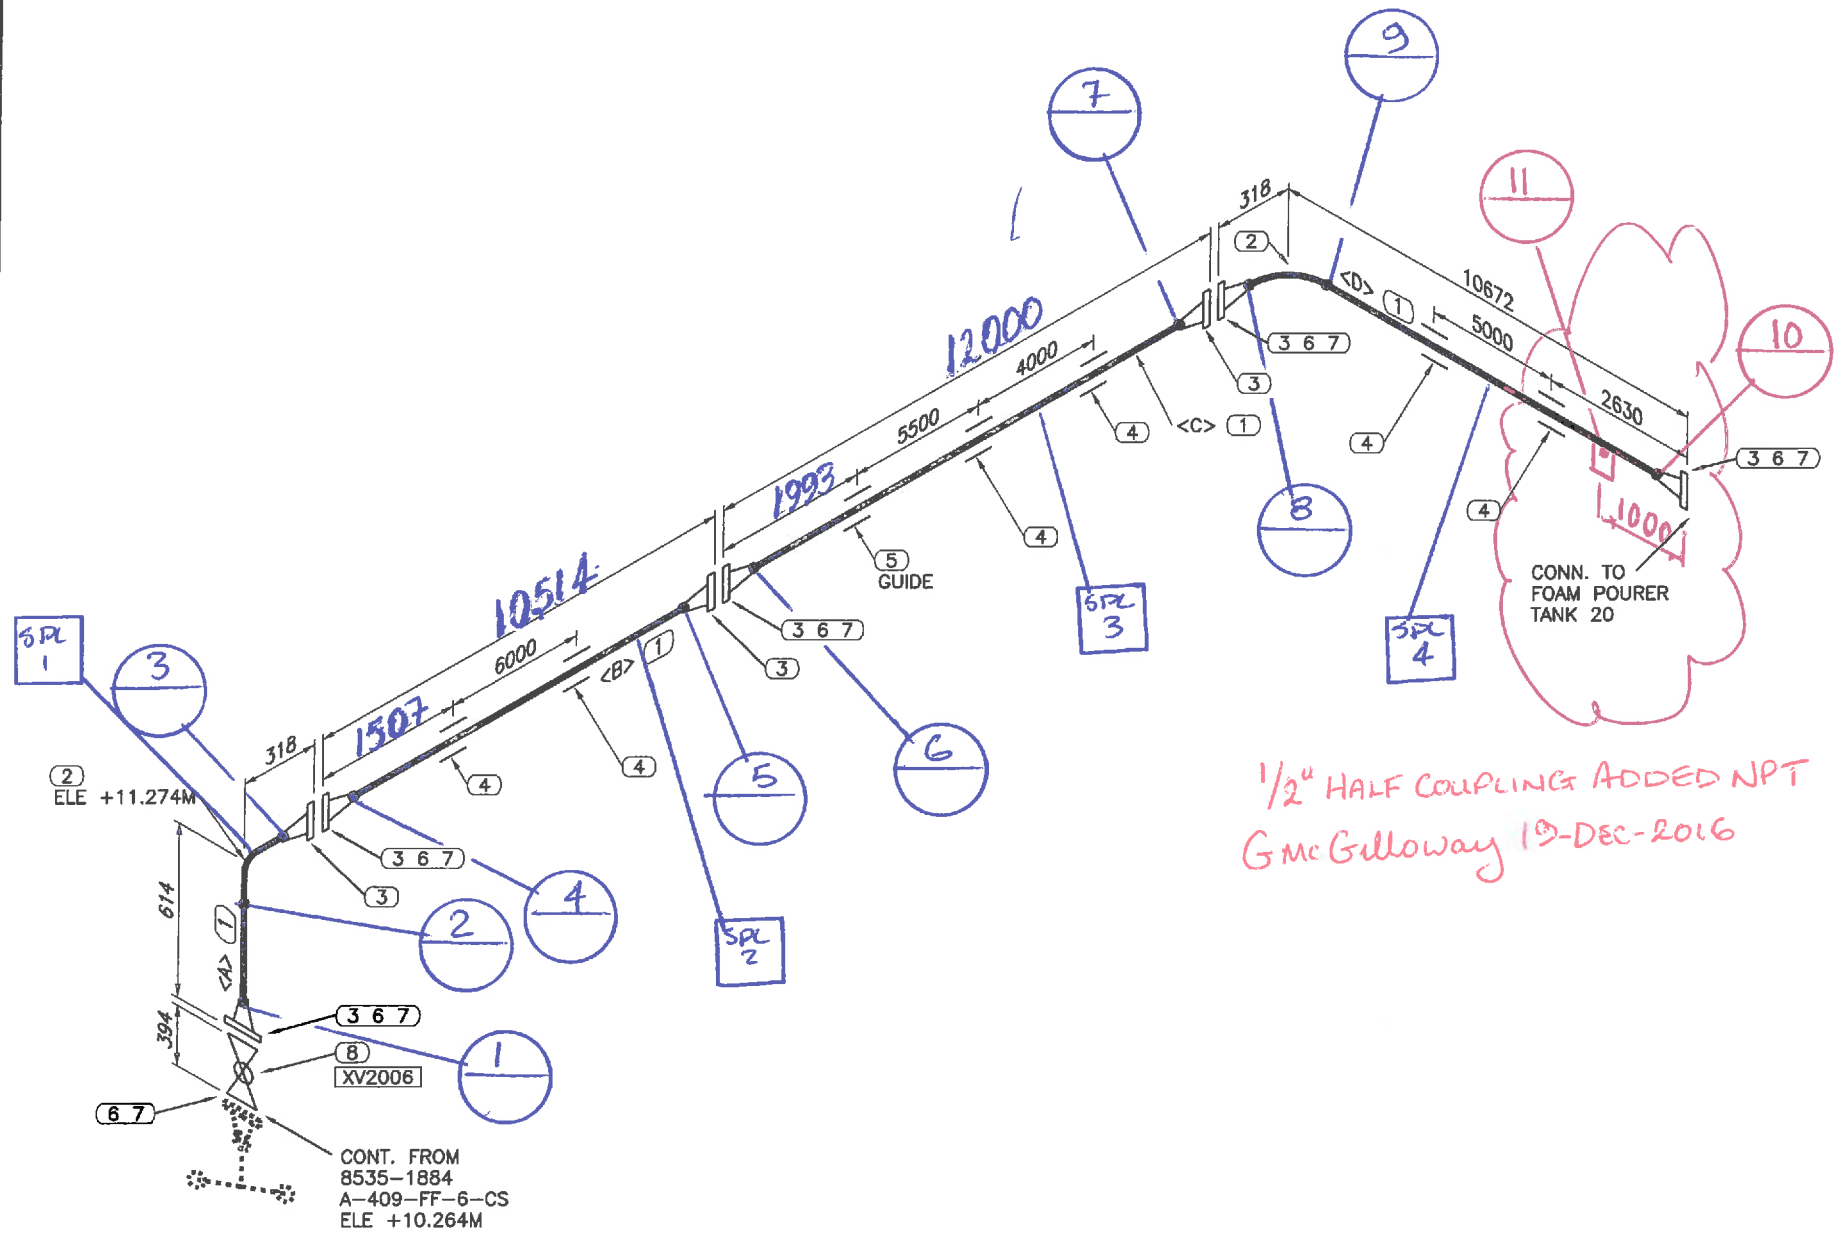 9
7
318
2
11
10672
<D>
1
5000
10
12000
4000
3 6 7
3
2630
5500
4
<C> 1
4
3 6 7
1993
8
4
4
1000
5
GUIDE
CONN. TO
FOAM POURER
TANK 20
10514
SPL
3
SPL
4
3 6 7
6000
<B> 1
3
SPL
1
3
1507
318
4
4
5
6
2
ELE +11.274M
1/2" HALF COUPLING ADDED NPT
G McGilloway 19-DEC-2016
3 6 7
3
4
614
1
2
SPL
2
<A>
394
3 6 7
8
XV2006
1
6 7
CONT. FROM
8535-1884
A-409-FF-6-CS
ELE +10.264M